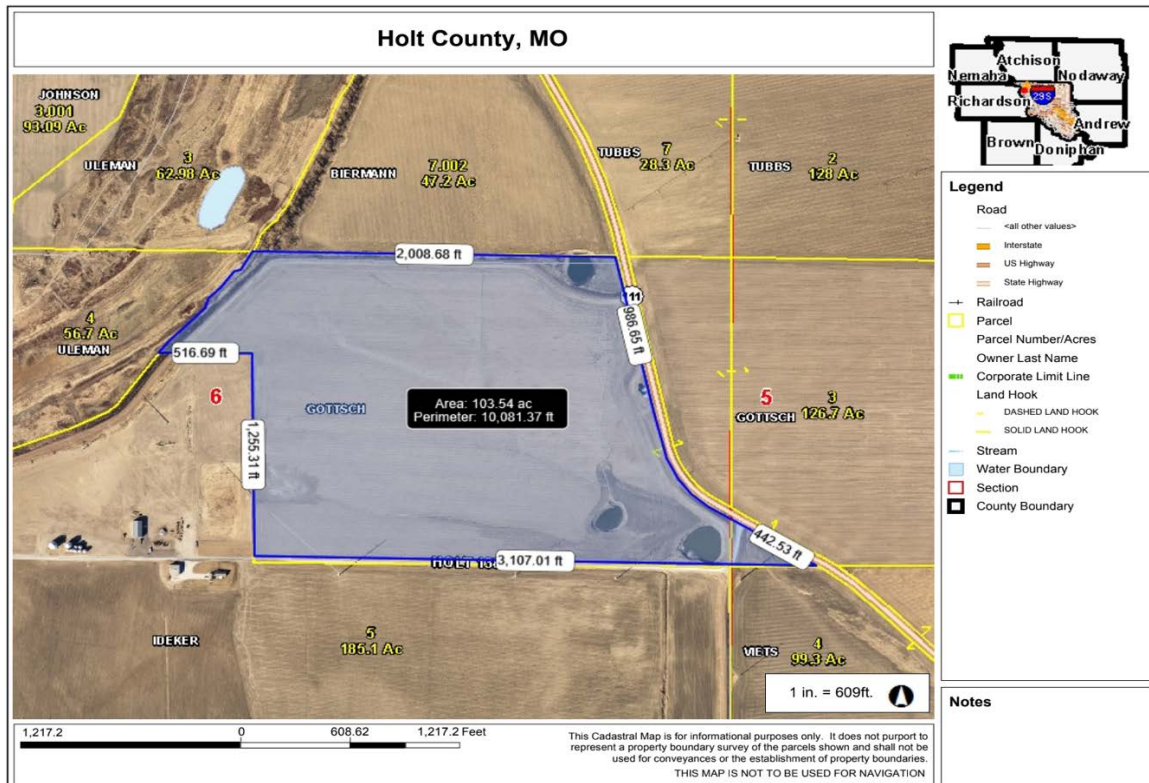 Holt County, MO
JOHNSON
3.001
93.09 Ac
ULEMAN
3
62.98 Ac
BIERMANN
7.002
47.2 Ac
TUBBS
7
28.3 Ac
TUBBS
2
128 Ac
2,008.68 ft
11
986.65 ft
4
56.7 Ac
ULEMAN
516.69 ft
6
GOTTSCH
Area: 103.54 ac
Perimeter: 10,081.37 ft
5
3
GOTTSCH
126.7 Ac
1,255.31 ft
442.53 ft
HOLT
3,107.01 ft
IDEKER
5
185.1 Ac
VIETS
4
99.3 Ac
1 in. = 609ft.
Atchison
Nemaha
Nodaway
Richardson
29S
Andrew
Brown
Doniphan
Legend
Road
<all other values>
Interstate
US Highway
State Highway
Railroad
Parcel
Parcel Number/Acres
Owner Last Name
Corporate Limit Line
Land Hook
DASHED LAND HOOK
SOLID LAND HOOK
Stream
Water Boundary
Section
County Boundary
Notes
1,217.2 0 608.62 1,217.2 Feet
This Cadastral Map is for informational purposes only. It does not purport to
represent a property boundary survey of the parcels shown and shall not be
used for conveyances or the establishment of property boundaries.
THIS MAP IS NOT TO BE USED FOR NAVIGATION